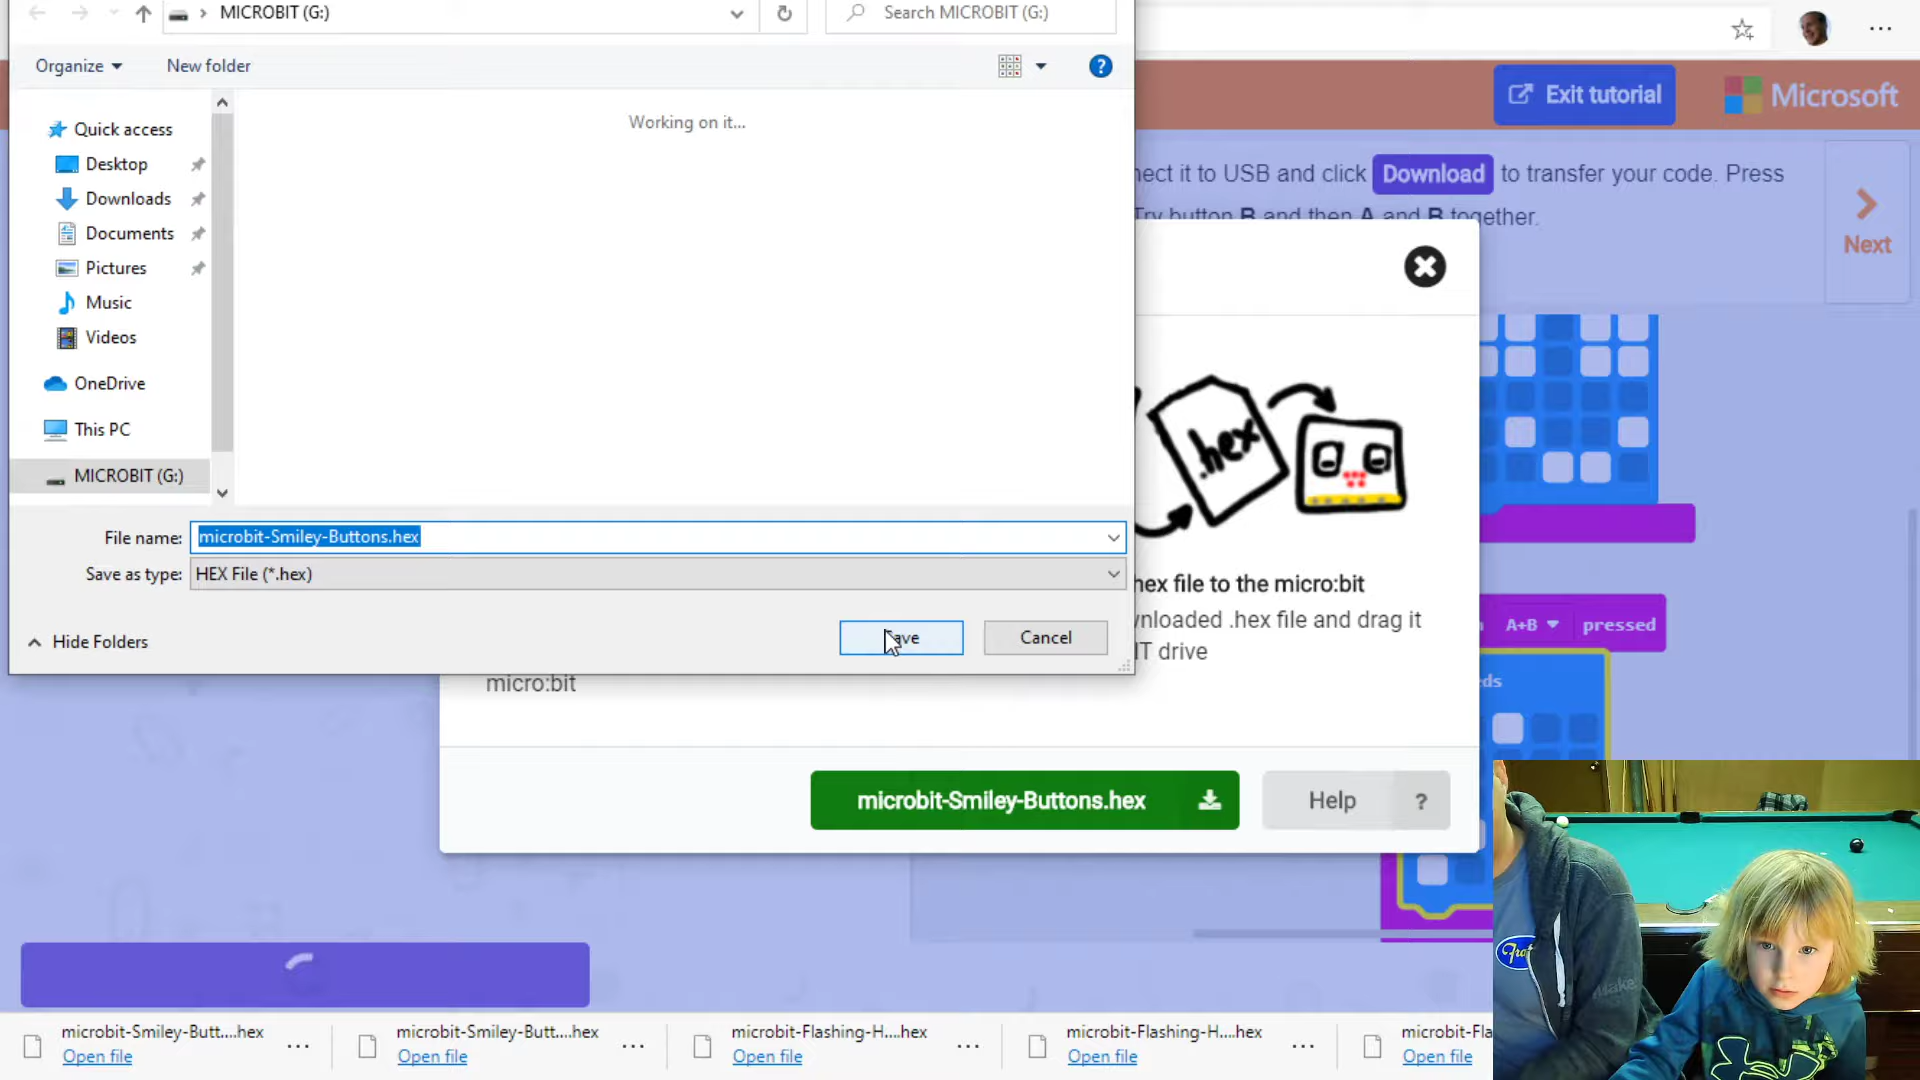 MICROBIT (G:)
Search MICROBIT (G:)
Organize
New folder
?
Exit tutorial
Microsoft
Quick access
Desktop
Downloads
Documents
Pictures
Music
Videos
OneDrive
This PC
MICROBIT (G:)
Working on it...
nect it to USB and click Download to transfer your code. Press
Try button B and then A and B together.
Next
.hex
File name: microbit-Smiley-Buttons.hex
Save as type: HEX File (*.hex)
Hide Folders
Save
Cancel
hex file to the micro:bit
wnloaded .hex file and drag it
IT drive
micro:bit
A+B pressed
microbit-Smiley-Buttons.hex
Help ?
microbit-Smiley-Butt....hex
Open file
microbit-Smiley-Butt....hex
Open file
microbit-Flashing-H....hex
Open file
microbit-Flashing-H....hex
Open file
microbit-Fla
Open file